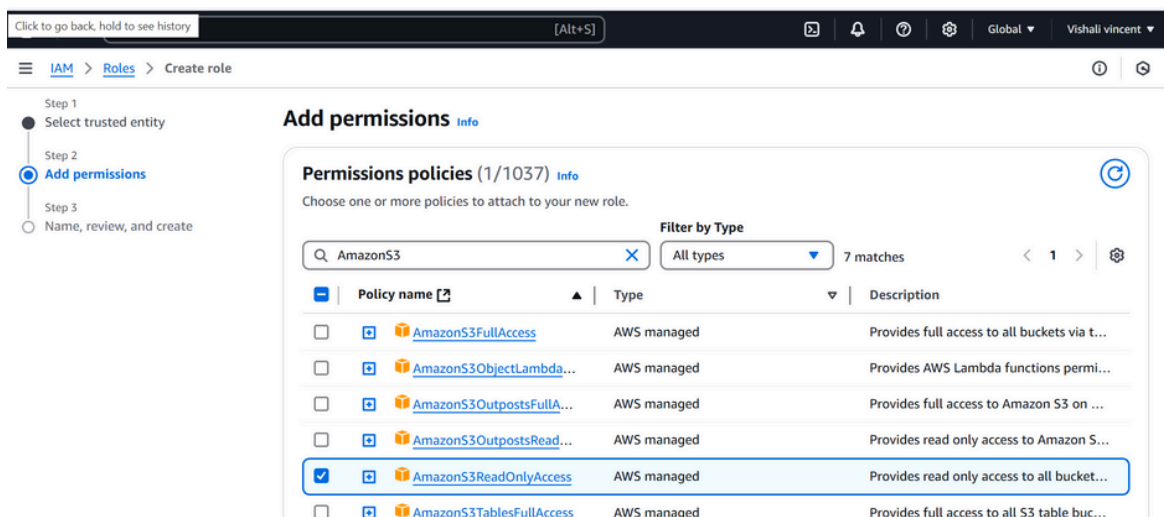 Click to go back, hold to see history
[Alt+S]
Global
Vishali vincent
IAM > Roles > Create role
Step 1
Select trusted entity
Step 2
Add permissions
Step 3
Name, review, and create
Add permissions Info
Permissions policies (1/1037) Info
Choose one or more policies to attach to your new role.
Filter by Type
AmazonS3
All types
7 matches
< 1 >
Policy name
Type
Description
AmazonS3FullAccess AWS managed Provides full access to all buckets via t...
AmazonS3ObjectLambda... AWS managed Provides AWS Lambda functions permi...
AmazonS3OutpostsFullA... AWS managed Provides full access to Amazon S3 on ...
AmazonS3OutpostsRead... AWS managed Provides read only access to Amazon S...
AmazonS3ReadOnlyAccess AWS managed Provides read only access to all bucket...
AmazonS3TablesFullAccess AWS managed Provides full access to all S3 table buc...